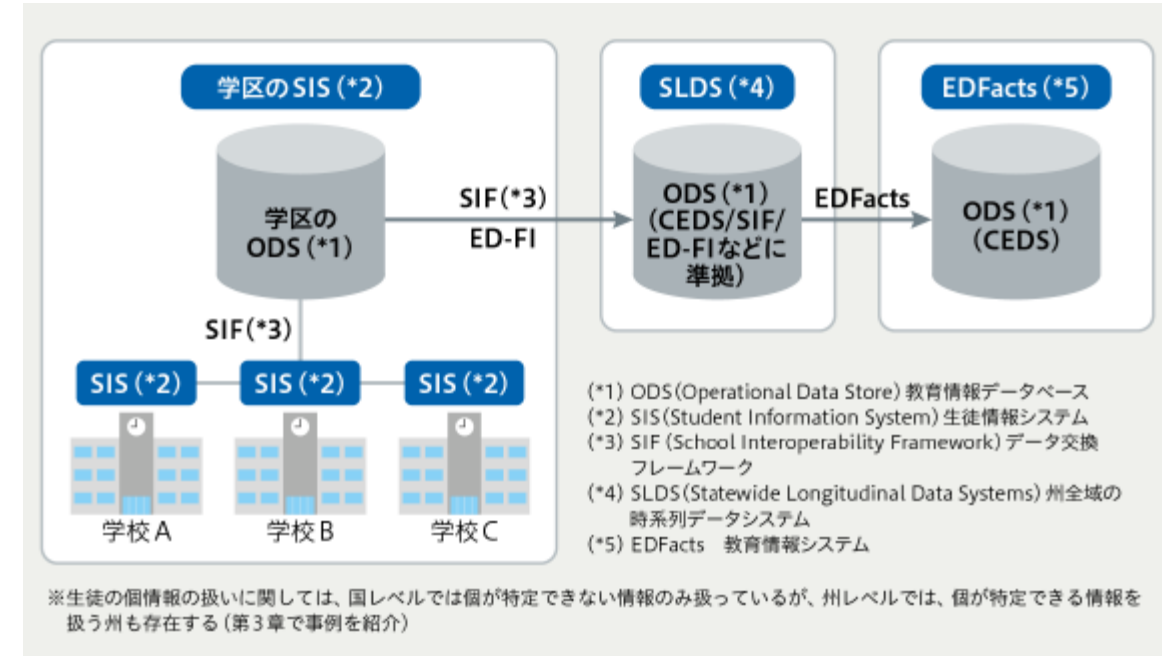 学区のSIS(*2)
SLDS(*4)
EDFacts(*5)
学区の
ODS(*1)
SIF(*3)
ED-FI
ODS(*1)
(CEDS/SIF/
ED-FIなどに
準拠)
EDFacts
ODS(*1)
(CEDS)
SIF(*3)
SIS(*2)
SIS(*2)
SIS(*2)
学校A
学校B
学校C
(*1) ODS(Operational Data Store)教育情報データベース
(*2) SIS(Student Information System)生徒情報システム
(*3) SIF(School Interoperability Framework)データ交換
フレームワーク
(*4) SLDS(Statewide Longitudinal Data Systems)州全域の
時系列データシステム
(*5) EDFacts 教育情報システム
※生徒の個情報の扱いに関しては、国レベルでは個が特定できない情報のみ扱っているが、州レベルでは、個が特定できる情報を
扱う州も存在する(第3章で事例を紹介)